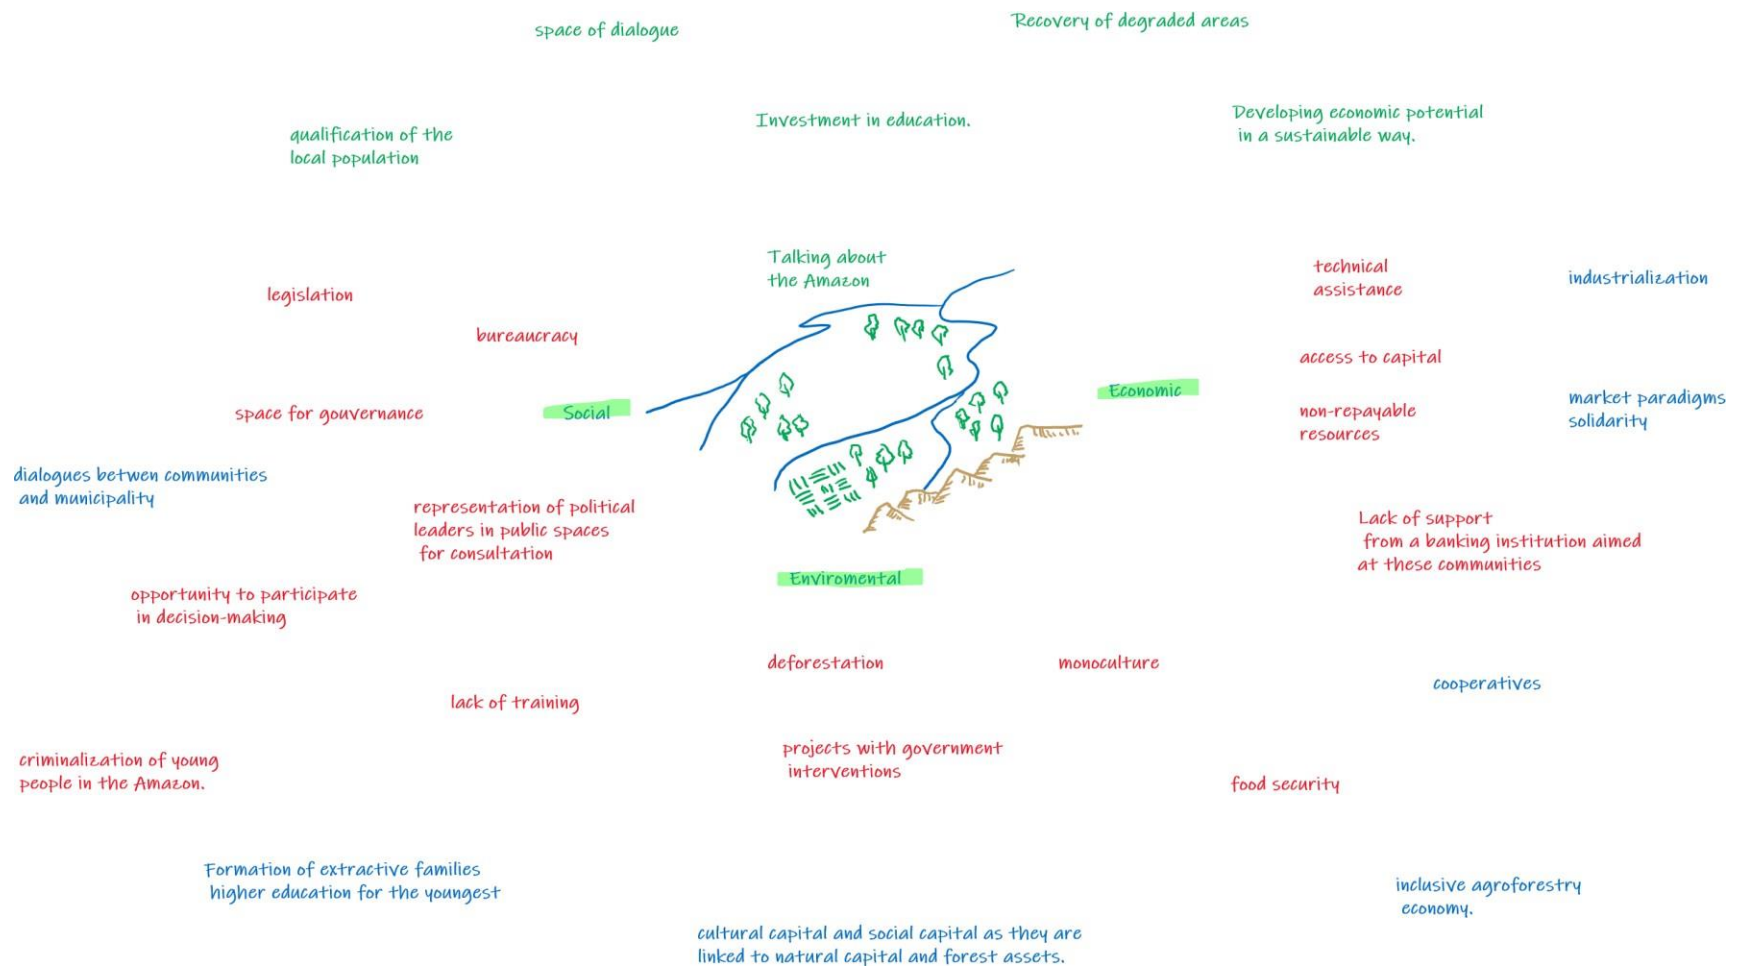 space of dialogue
Recovery of degraded areas
qualification of the
local population
Investment in education.
Developing economic potential
in a sustainable way.
Talking about
the Amazon
legislation
bureaucracy
space for gouvernance
Social
Economic
technical
assistance
industrialization
access to capital
non-repayable
resources
market paradigms
solidarity
dialogues betwen communities
and municipality
representation of political
leaders in public spaces
for consultation
Lack of support
from a banking institution aimed
at these communities
opportunity to participate
in decision-making
Enviromental
deforestation
monoculture
cooperatives
lack of training
criminalization of young
people in the Amazon.
projects with government
interventions
food security
Formation of extractive families
higher education for the youngest
inclusive agroforestry
economy.
cultural capital and social capital as they are
linked to natural capital and forest assets.